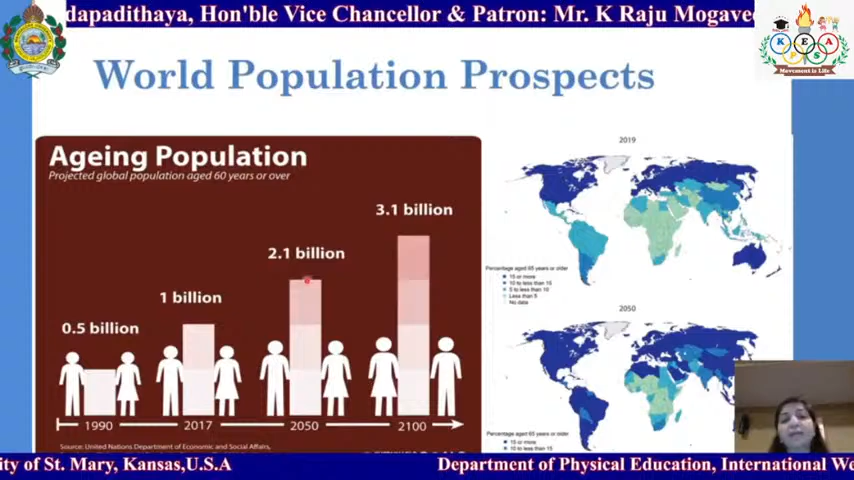 dapadithaya, Hon'ble Vice Chancellor & Patron: Mr. K Raju Mogavee
K E A
P S
Movement is Life
World Population Prospects
Ageing Population
Projected global population aged 60 years or over
0.5 billion
1 billion
2.1 billion
3.1 billion
1990
2017
2050
2100
Source: United Nations Department of Economic and Social Affairs,
2019
Percentage aged 65 years or older
15 or more
10 to less than 15
5 to less than 10
Less than 5
No data
2050
Percentage aged 65 years or older
15 or more
10 to less than 15
ity of St. Mary, Kansas,U.S.A
Department of Physical Education, International We